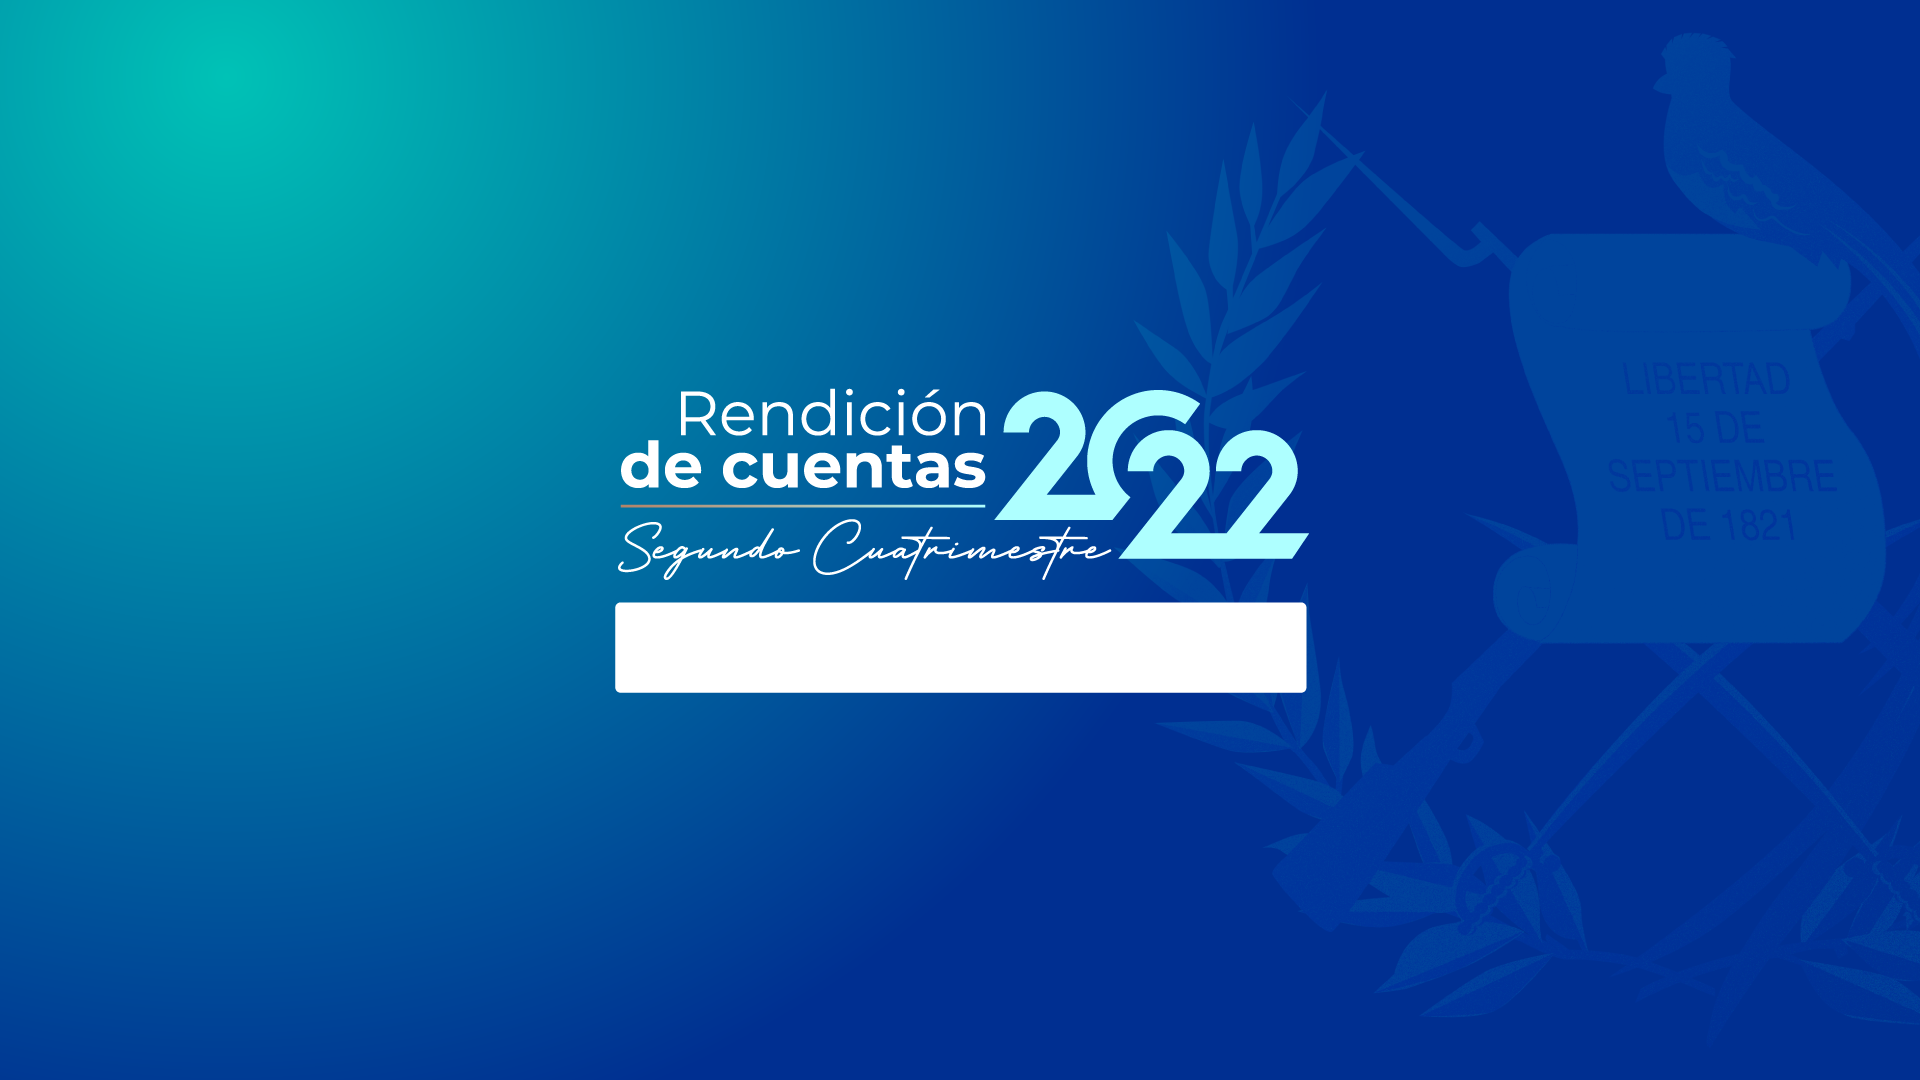 Rendición
de cuentas
2022
Segundo Cuatrimestre
LIBERTAD
15 DE
SEPTIEMBRE
DE 1821